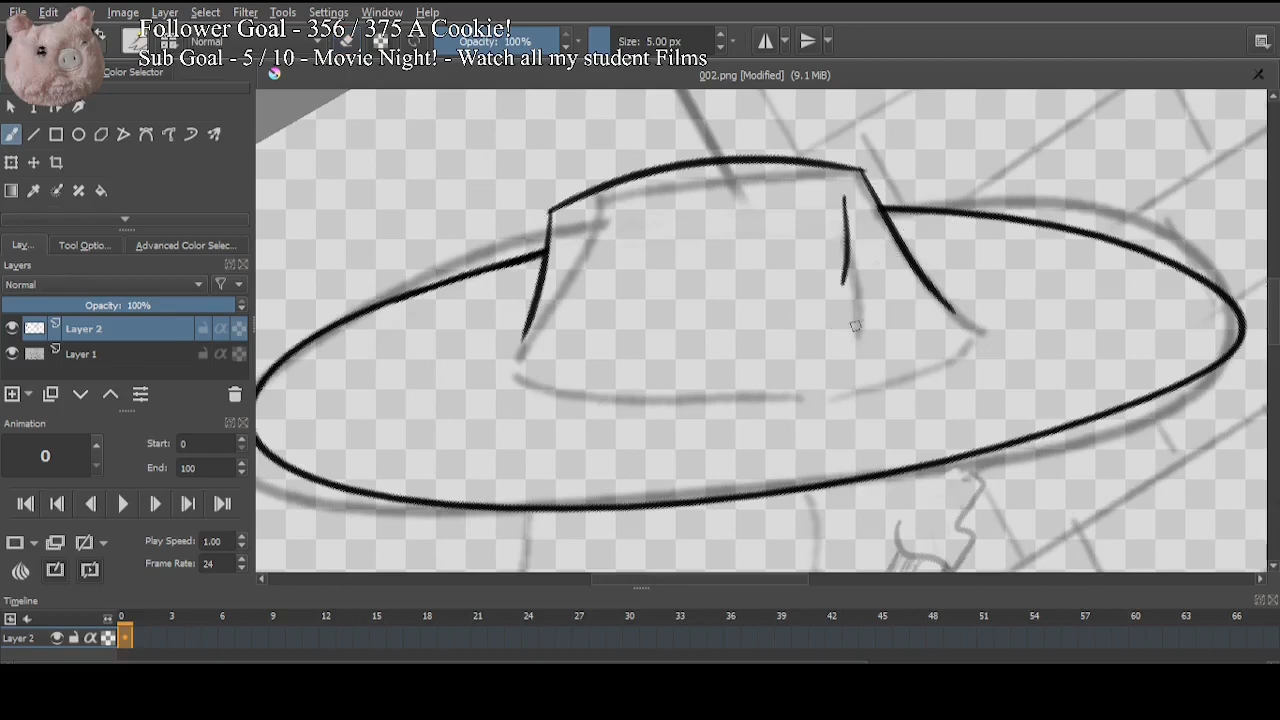 File Edit Image Layer Select Filter Tools Settings Window Help
Follower Goal - 356 / 375 A Cookie!
Normal
Opacity: 100%
Size: 5.00 px
Sub Goal - 5 / 10 - Movie Night! - Watch all my student Films
Color Selector
002.png [Modified] (9.1 MiB)
Lay... Tool Optio... Advanced Color Selec...
Layers
Normal
Opacity: 100%
Layer 2
Layer 1
Animation
0
Start: 0
End: 100
Play Speed: 1.00
Frame Rate: 24
Timeline
0 3 6 9 12 15 18 21 24 27 30 33 36 39 42 45 48 51 54 57 60 63 66
Layer 2